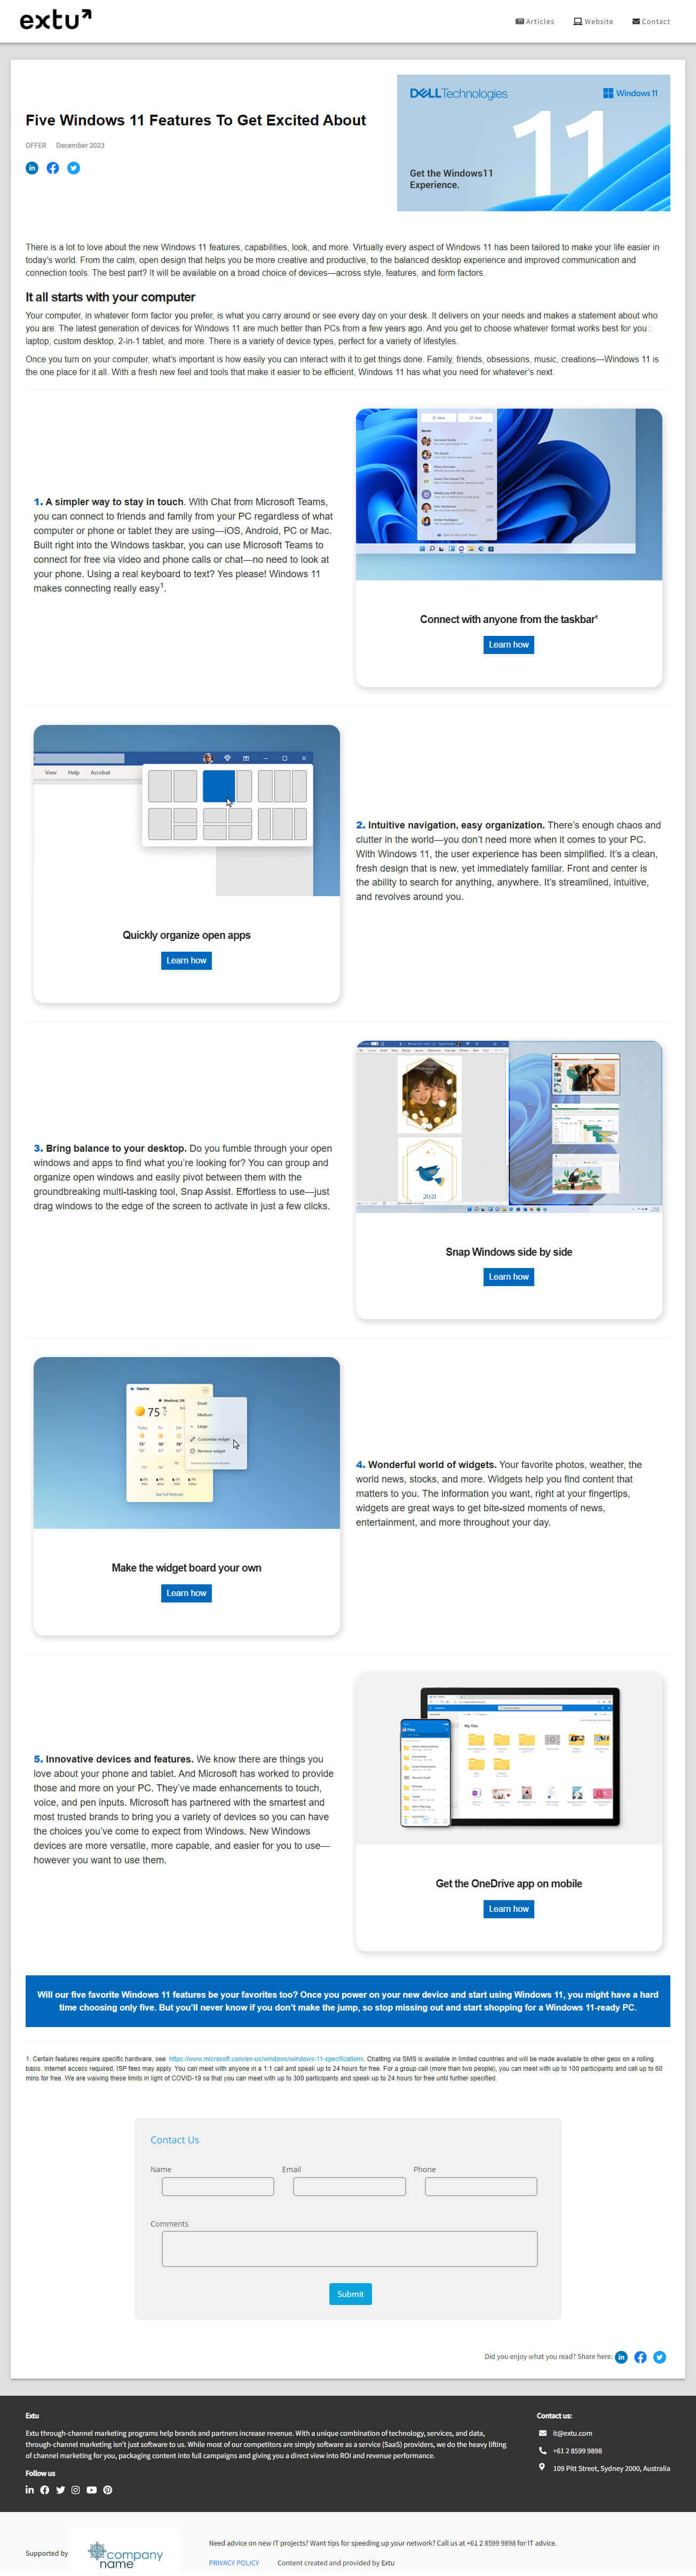 extu
Articles
Website
Contact
Five Windows 11 Features To Get Excited About
OFFER December 2023
DELLTechnologies
Windows 11
11
Get the Windows11
Experience.
There is a lot to love about the new Windows 11 features, capabilities, look, and more. Virtually every aspect of Windows 11 has been tailored to make your life easier in
today's world. From the calm, open design that helps you be more creative and productive, to the balanced desktop experience and improved communication and
connection tools. The best part? It will be available on a broad choice of devices—across style, features, and form factors.
It all starts with your computer
Your computer, in whatever form factor you prefer, is what you carry around or see every day on your desk. It delivers on your needs and makes a statement about who
you are. The latest generation of devices for Windows 11 are much better than PCs from a few years ago. And you get to choose whatever format works best for you :
laptop, custom desktop, 2-in-1 tablet, and more. There is a variety of device types, perfect for a variety of lifestyles.
Once you turn on your computer, what's important is how easily you can interact with it to get things done. Family, friends, obsessions, music, creations—Windows 11 is
the one place for it all. With a fresh new feel and tools that make it easier to be efficient, Windows 11 has what you need for whatever's next.
1. A simpler way to stay in touch. With Chat from Microsoft Teams,
you can connect to friends and family from your PC regardless of what
computer or phone or tablet they are using—iOS, Android, PC or Mac.
Built right into the Windows taskbar, you can use Microsoft Teams to
connect for free via video and phone calls or chat—no need to look at
your phone. Using a real keyboard to text? Yes please! Windows 11
makes connecting really easy1.
Connect with anyone from the taskbar¹
Learn how
View Help Acrobat
Quickly organize open apps
Learn how
2. Intuitive navigation, easy organization. There's enough chaos and
clutter in the world—you don't need more when it comes to your PC.
With Windows 11, the user experience has been simplified. It's a clean,
fresh design that is new, yet immediately familiar. Front and center is
the ability to search for anything, anywhere. It's streamlined, intuitive,
and revolves around you.
3. Bring balance to your desktop. Do you fumble through your open
windows and apps to find what you're looking for? You can group and
organize open windows and easily pivot between them with the
groundbreaking multi-tasking tool, Snap Assist. Effortless to use—just
drag windows to the edge of the screen to activate in just a few clicks.
2021
Snap Windows side by side
Learn how
Weather
75
Small
Medium
Large
Customize widget
Remove widget
See full forecast
Make the widget board your own
Learn how
4. Wonderful world of widgets. Your favorite photos, weather, the
world news, stocks, and more. Widgets help you find content that
matters to you. The information you want, right at your fingertips,
widgets are great ways to get bite-sized moments of news,
entertainment, and more throughout your day.
5. Innovative devices and features. We know there are things you
love about your phone and tablet. And Microsoft has worked to provide
those and more on your PC. They've made enhancements to touch,
voice, and pen inputs. Microsoft has partnered with the smartest and
most trusted brands to bring you a variety of devices so you can have
the choices you've come to expect from Windows. New Windows
devices are more versatile, more capable, and easier for you to use—
however you want to use them.
My files
Files
Get the OneDrive app on mobile
Learn how
Will our five favorite Windows 11 features be your favorites too? Once you power on your new device and start using Windows 11, you might have a hard
time choosing only five. But you'll never know if you don't make the jump, so stop missing out and start shopping for a Windows 11-ready PC.
1. Certain features require specific hardware, see https://www.microsoft.com/en-us/windows/windows-11-specifications. Chatting via SMS is available in limited countries and will be made available to other geos on a rolling
basis. Internet access required, ISP fees may apply. You can meet with anyone in a 1:1 call and speak up to 24 hours for free. For a group call (more than two people), you can meet with up to 100 participants and call up to 60
mins for free. We are waiving these limits in light of COVID-19 so that you can meet with up to 300 participants and speak up to 24 hours for free until further specified.
Contact Us
Name
Email
Phone
Comments
Submit
Did you enjoy what you read? Share here:
Extu
Extu through-channel marketing programs help brands and partners increase revenue. With a unique combination of technology, services, and data,
through-channel marketing isn't just software to us. While most of our competitors are simply software as a service (SaaS) providers, we do the heavy lifting
of channel marketing for you, packaging content into full campaigns and giving you a direct view into ROI and revenue performance.
Follow us
Contact us:
it@extu.com
+61 2 8599 9898
109 Pitt Street, Sydney 2000, Australia
Supported by
company
name
Need advice on new IT projects? Want tips for speeding up your network? Call us at +61 2 8599 9898 for IT advice.
PRIVACY POLICY
Content created and provided by Extu